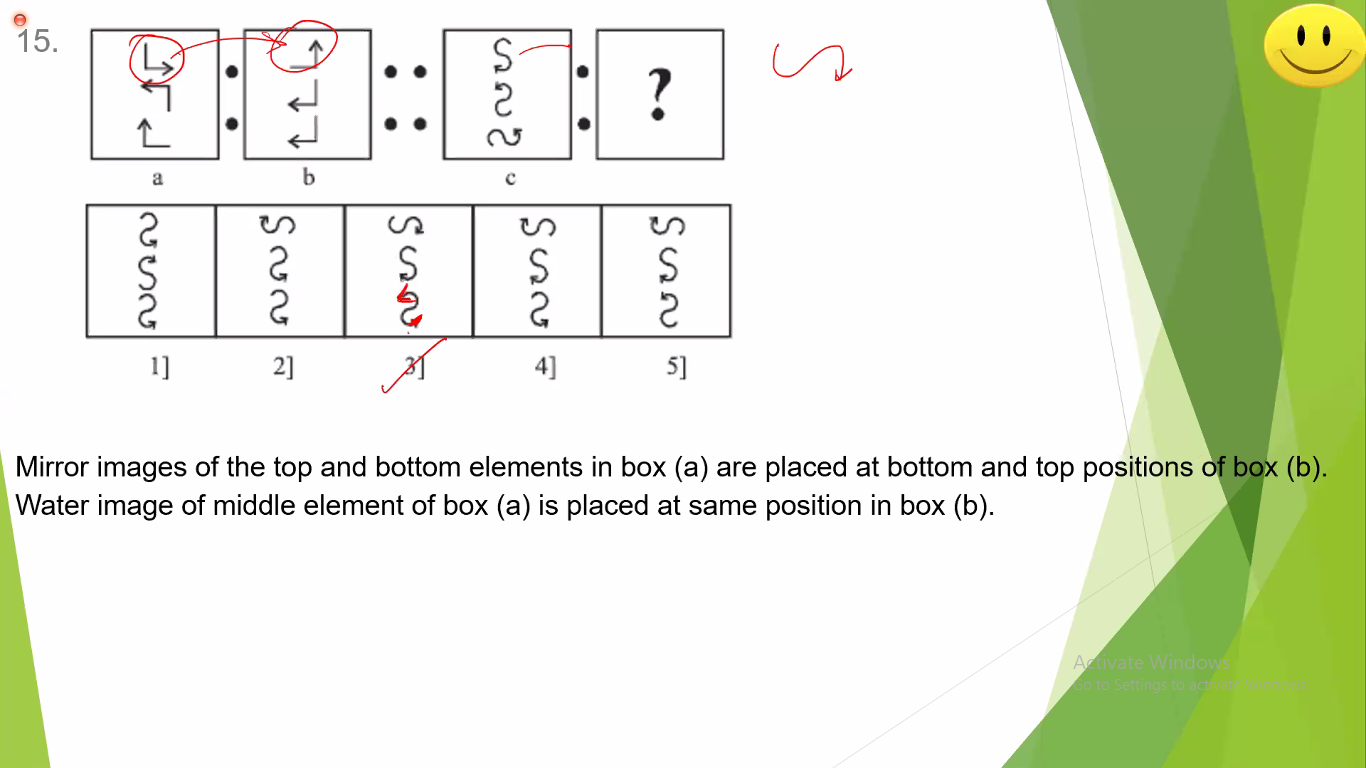 15.
?
a b c
1] 2] 3] 4] 5]
Mirror images of the top and bottom elements in box (a) are placed at bottom and top positions of box (b).
Water image of middle element of box (a) is placed at same position in box (b).
Activate Windows
Go to Settings to activate Windows.